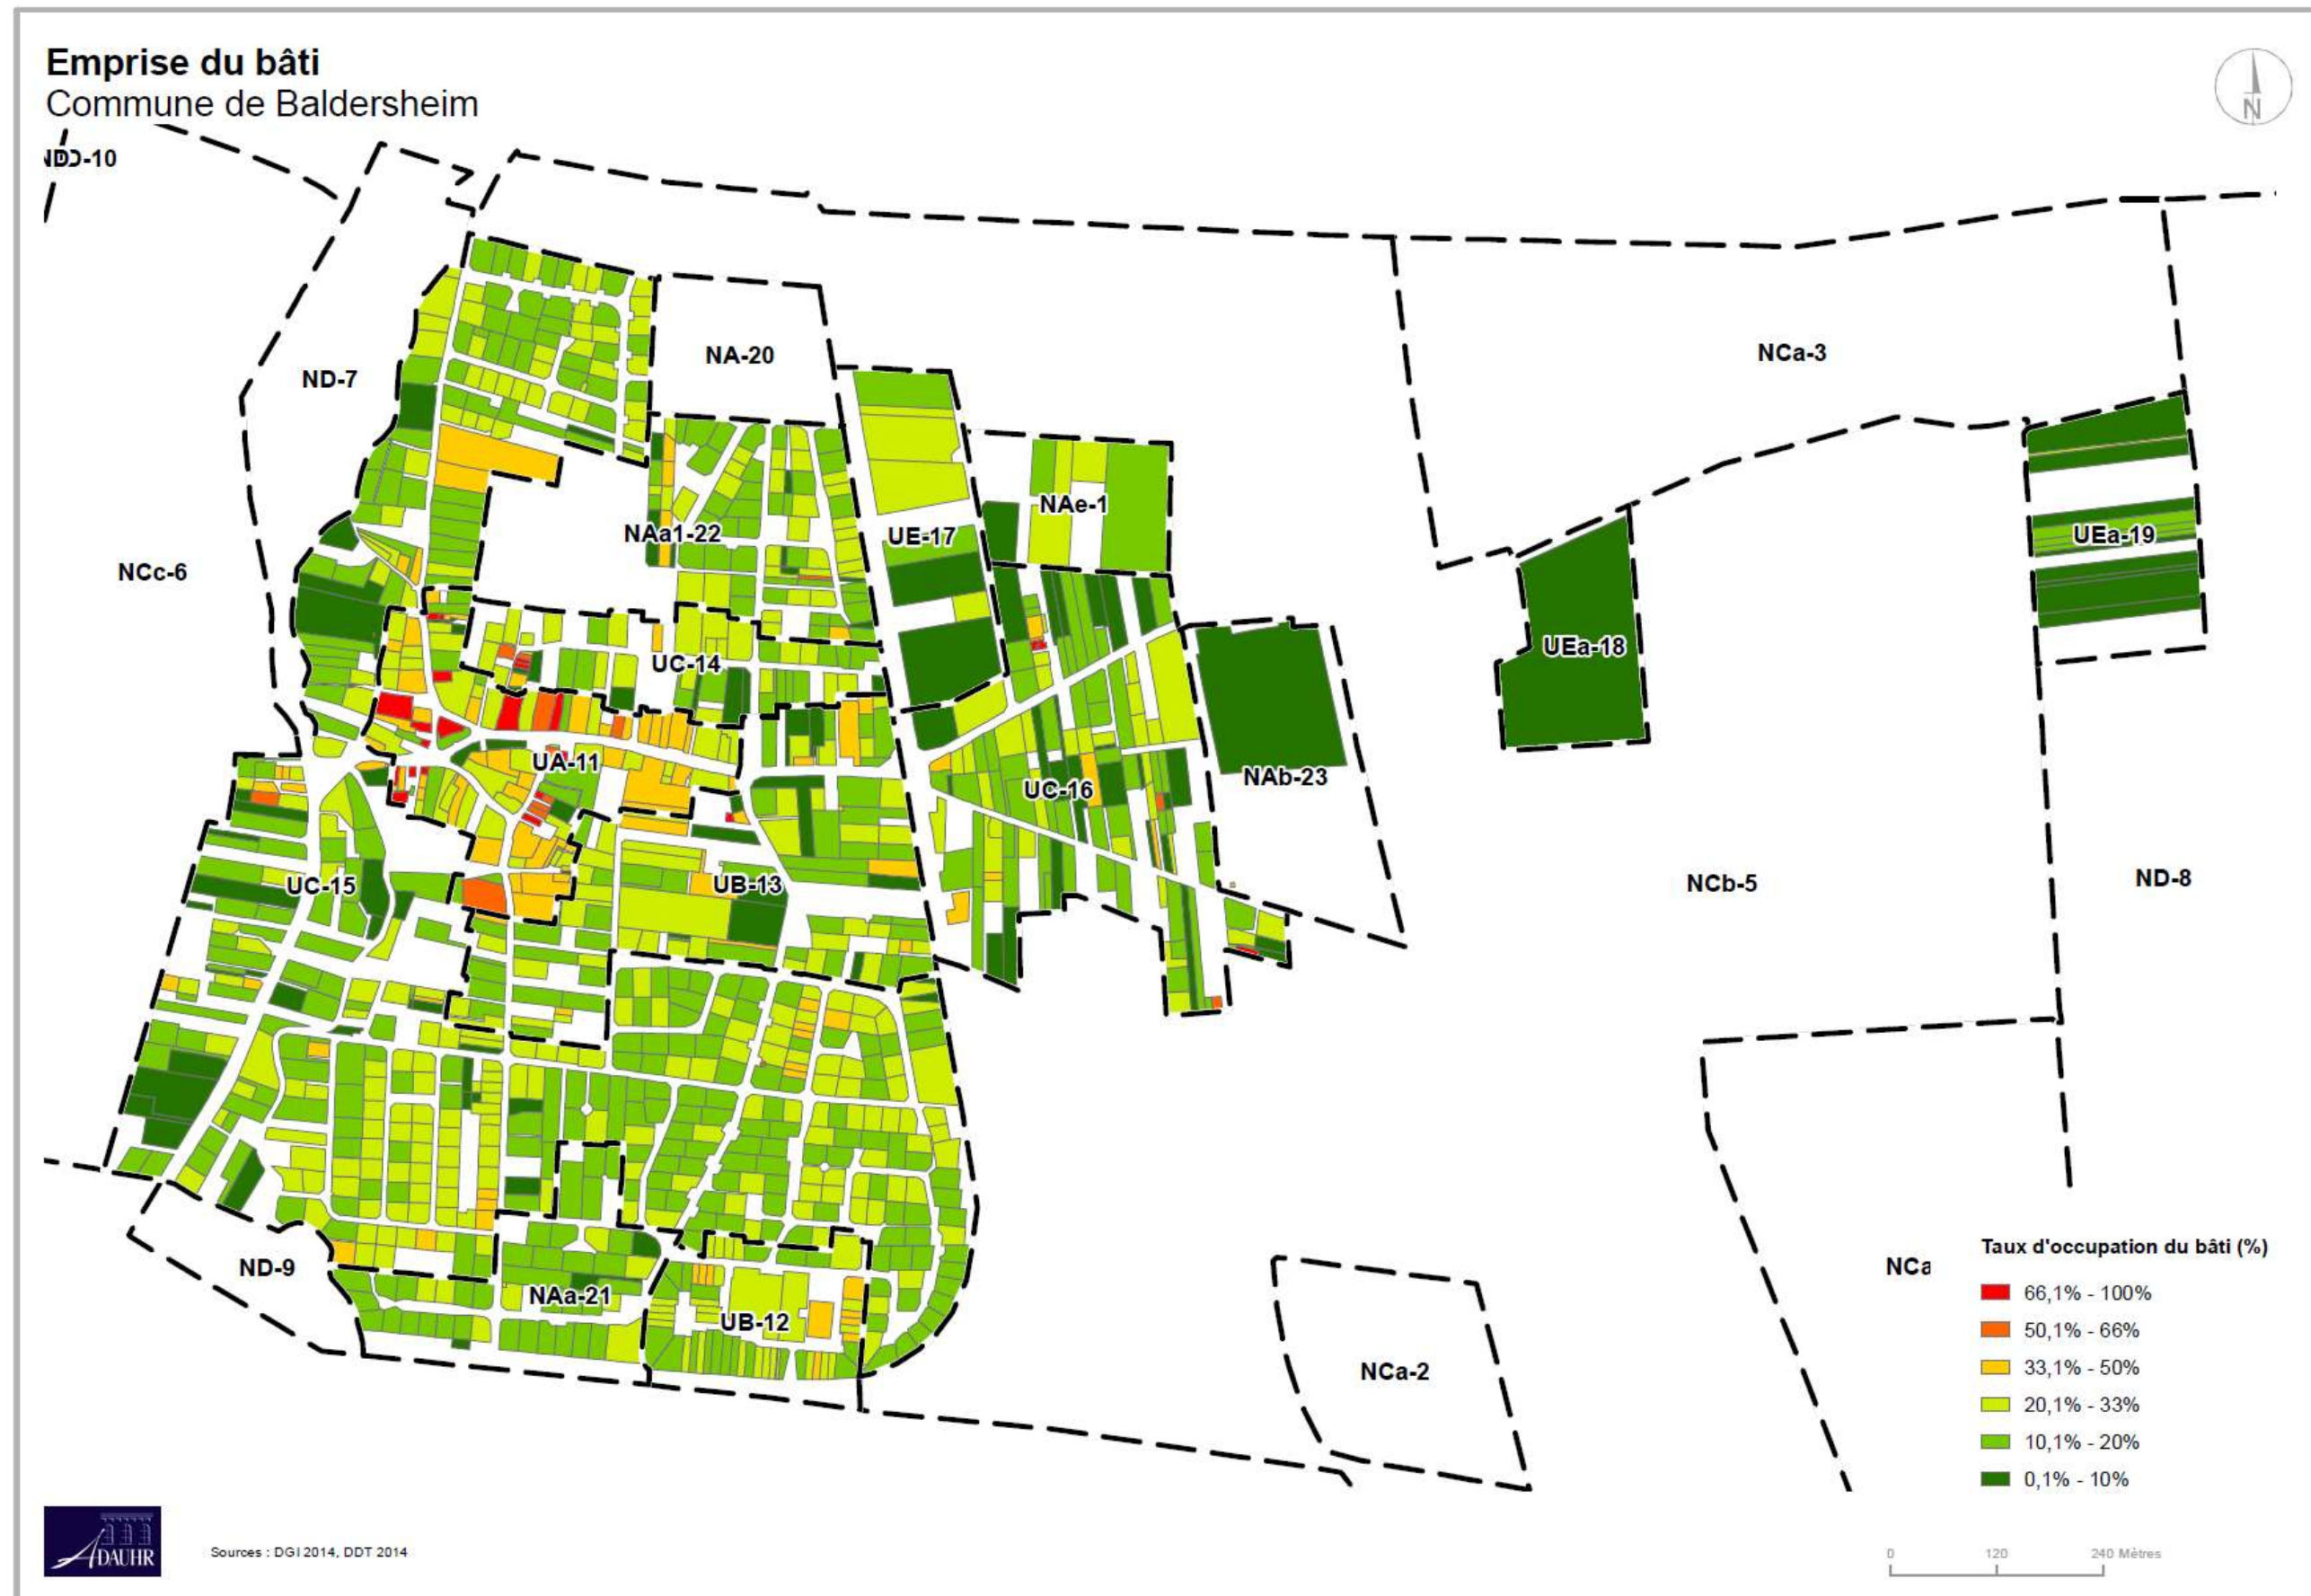 Emprise du bâti
Commune de Baldersheim
N
ND-10
NCa-3
NA-20
ND-7
NAe-1
NAa1-22
UE-17
UEa-19
NCc-6
UC-14
UEa-18
UA-11
NAb-23
UC-16
UC-15
UB-13
NCb-5
ND-8
ND-9
NCa
NAa-21
UB-12
NCa-2
Taux d'occupation du bâti (%)
66,1% - 100%
50,1% - 66%
33,1% - 50%
20,1% - 33%
10,1% - 20%
0,1% - 10%
ADAUHR
Sources : DGI 2014, DDT 2014
0 120 240 Mètres